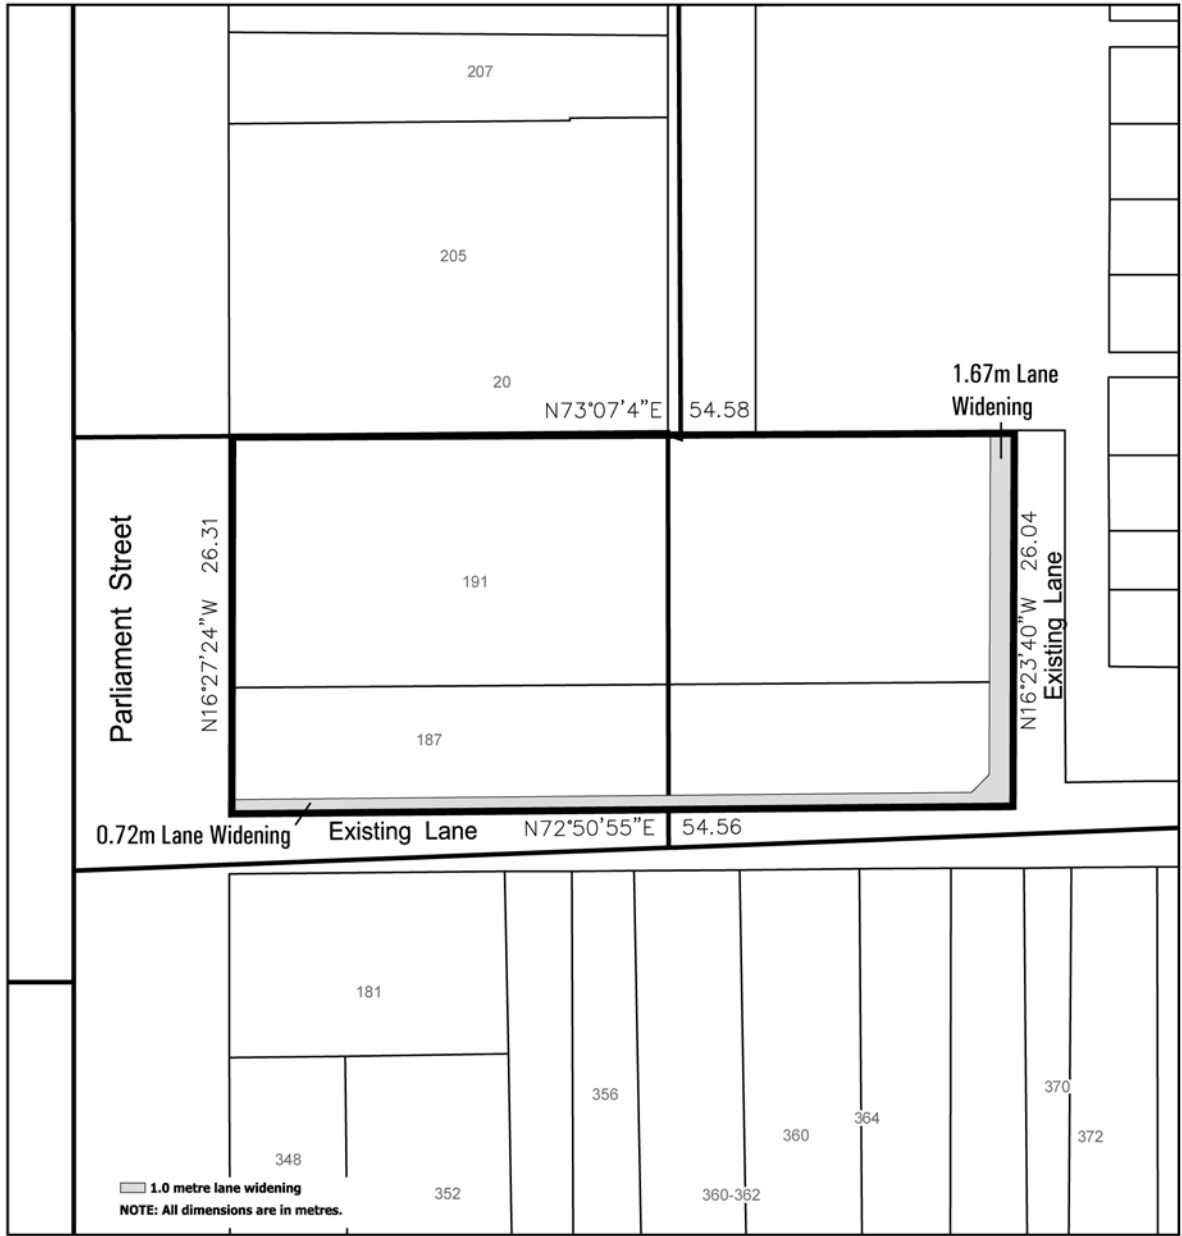 207
205
20
1.67m Lane
Widening
N73°07'4"E 54.58
Parliament Street
N16°27'24"W 26.31
191
N16°23'40"W 26.04
Existing Lane
187
0.72m Lane Widening
Existing Lane
N72°50'55"E 54.56
181
356
370
364
360
372
348
352
360-362
1.0 metre lane widening
NOTE: All dimensions are in metres.